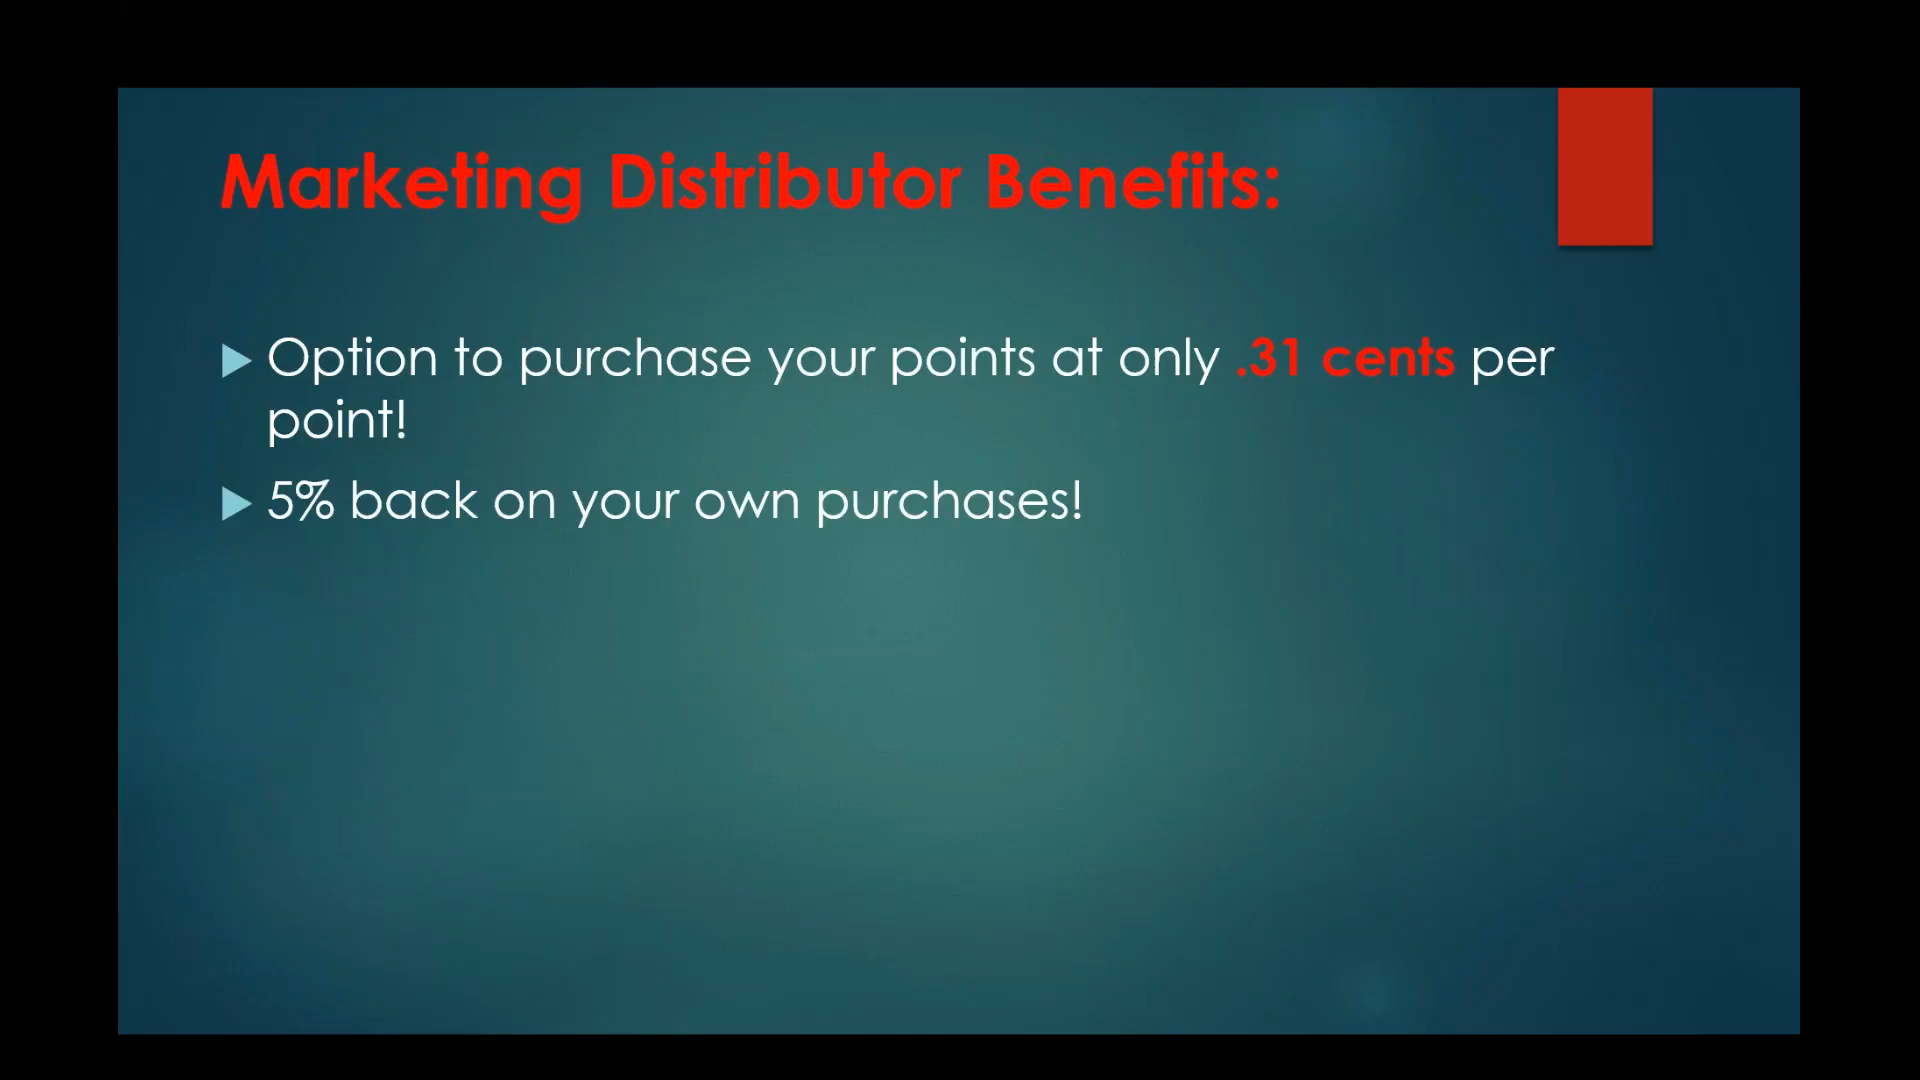 Marketing Distributor Benefits:
Option to purchase your points at only .31 cents per
point!
5% back on your own purchases!